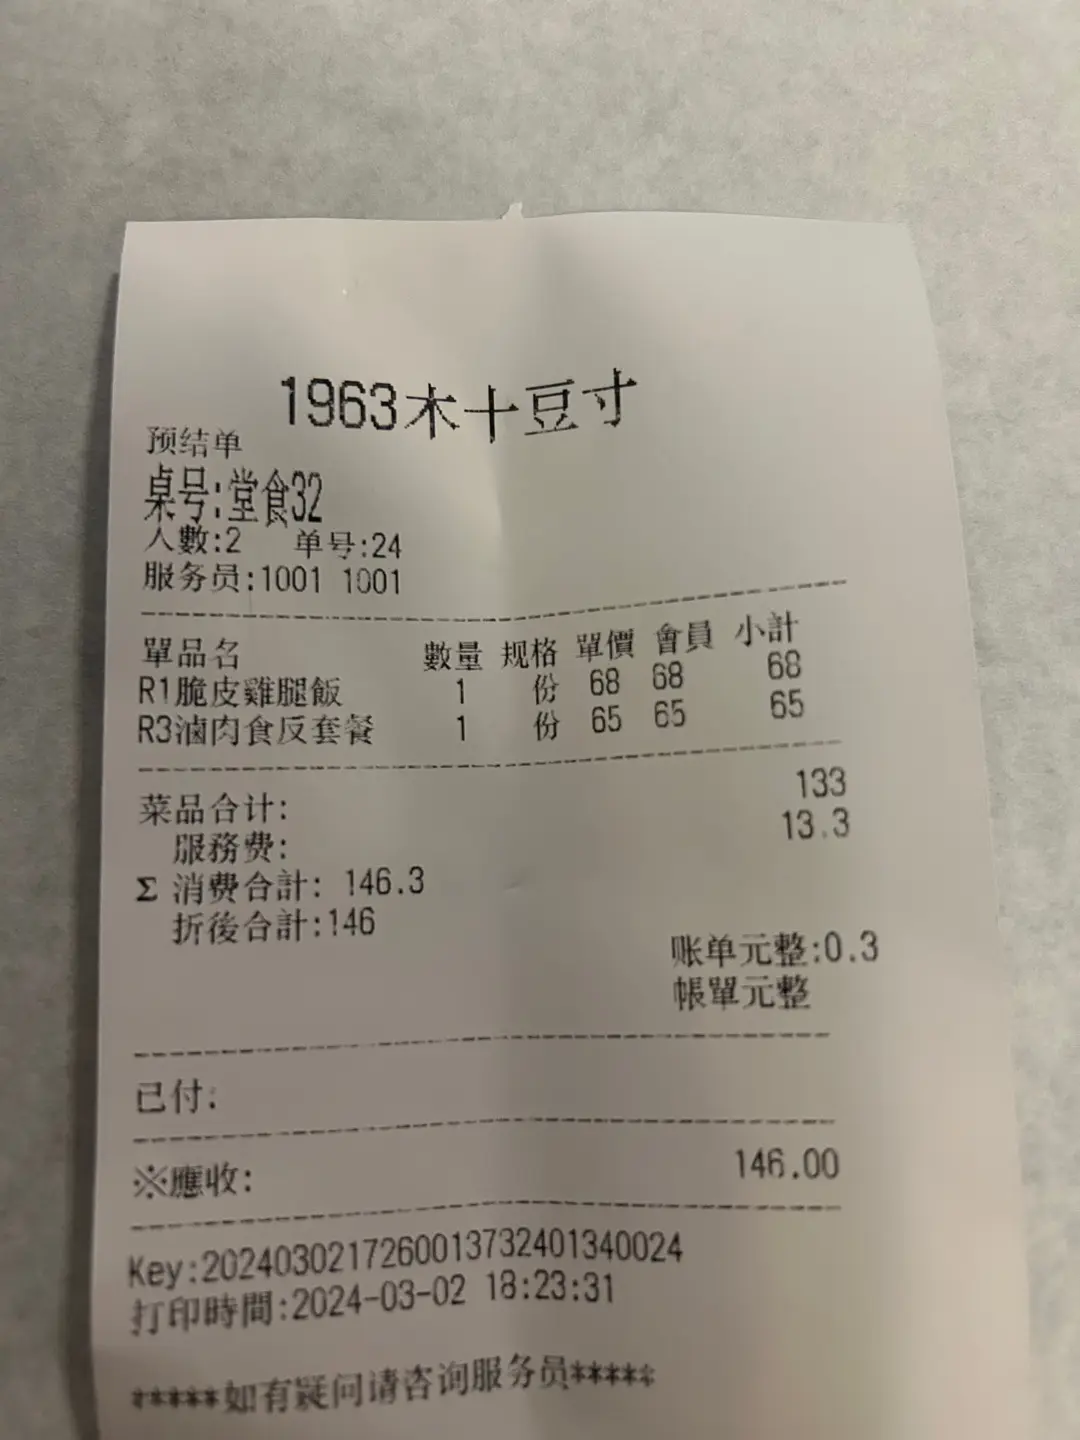 1963木十豆寸
预结单
桌号:堂食32
人數:2 单号:24
服务员:1001 1001
單品名 數量 规格 單價 會員 小計
R1脆皮雞腿飯 1 份 68 68 68
R3滷肉食反套餐 1 份 65 65 65
菜品合计: 133
服務费: 13.3
Σ 消费合計: 146.3
折後合計:146
账单元整:0.3
帳單元整
已付:
※應收: 146.00
Key:2024030217260013732401340024
打印時間:2024-03-02 18:23:31
*****如有疑问请咨询服务员*****